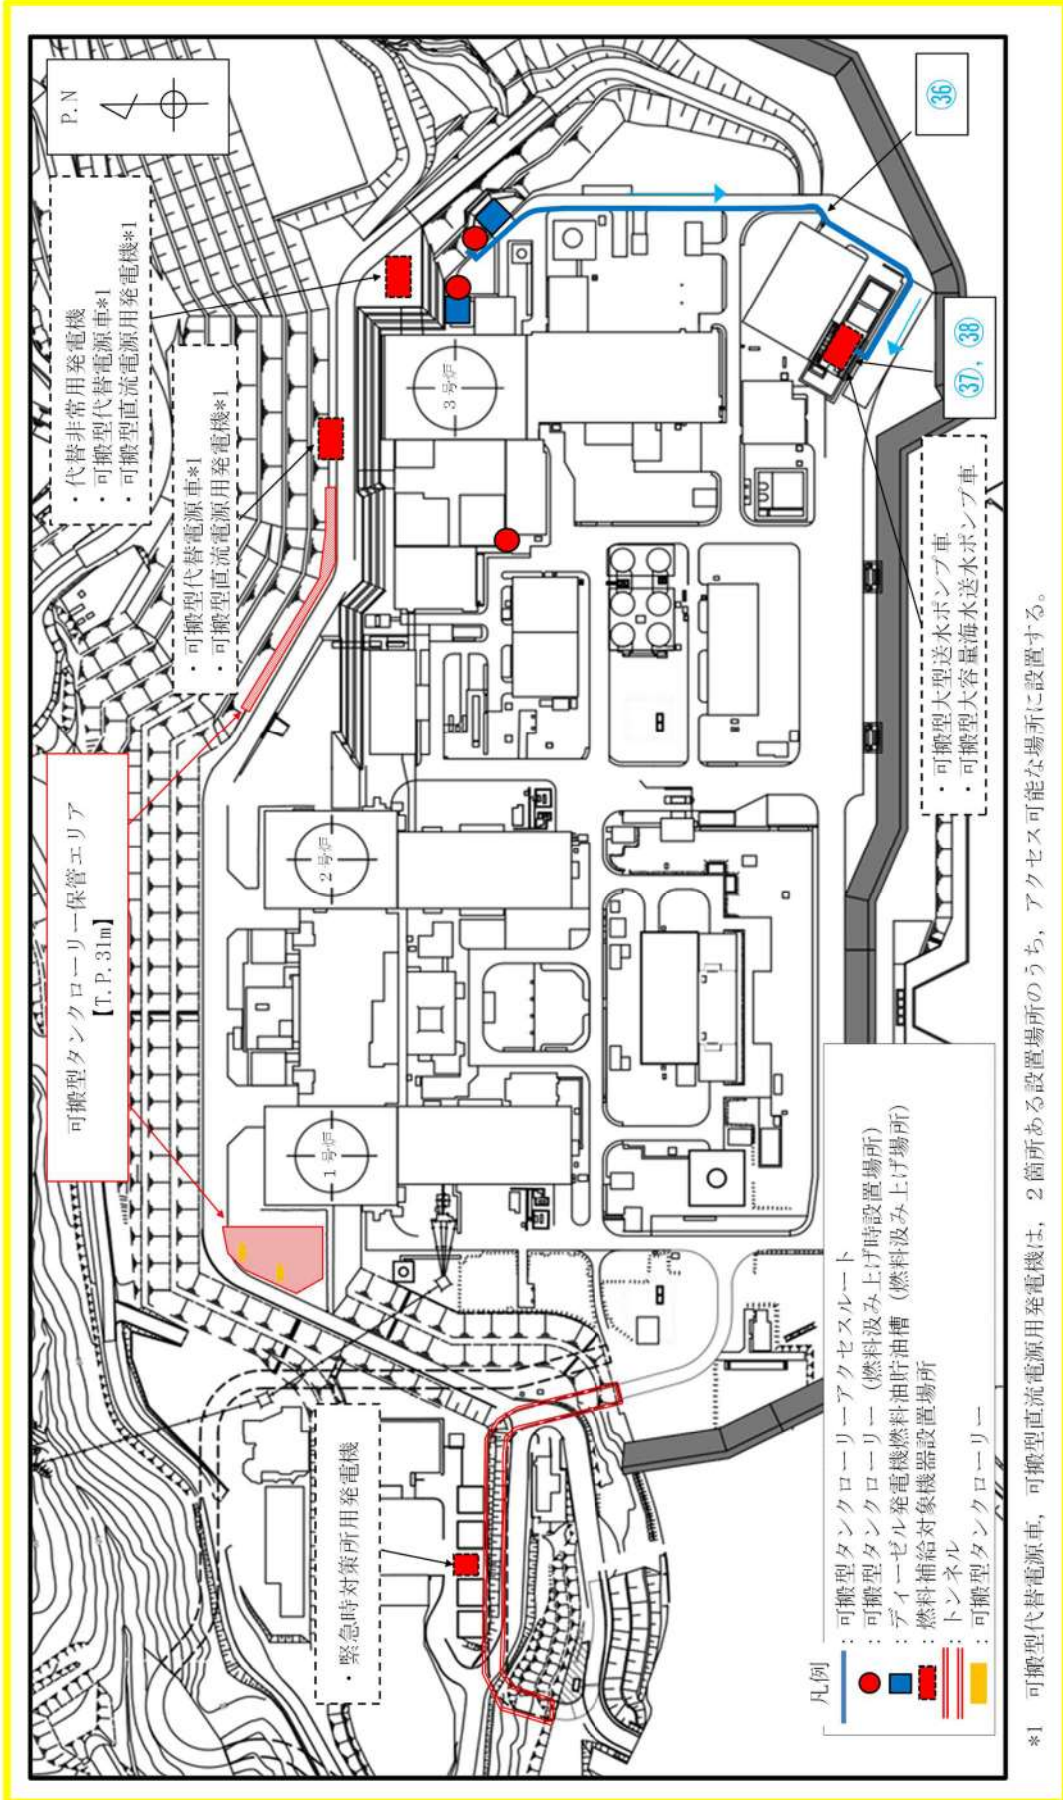 P.N
・代替非常用発電機
・可搬型代替電源車*1
・可搬型直流電源用発電機*1
・可搬型代替電源車*1
・可搬型直流電源用発電機*1
可搬型タンクローリー保管エリア
【T.P.31m】
・緊急時対策所用発電機
1号炉
2号炉
3号炉
㊱
㊲，㊳
・可搬型大型送水ポンプ車
・可搬型大容量海水送水ポンプ車
凡例
：可搬型タンクローリーアクセスルート
：可搬型タンクローリー（燃料汲み上げ時設置場所）
：ディーゼル発電機燃料油貯油槽（燃料汲み上げ場所）
：燃料補給対象機器設置場所
：トンネル
：可搬型タンクローリー
*1　可搬型代替電源車，可搬型直流電源用発電機は，2箇所ある設置場所のうち，アクセス可能な場所に設置する。